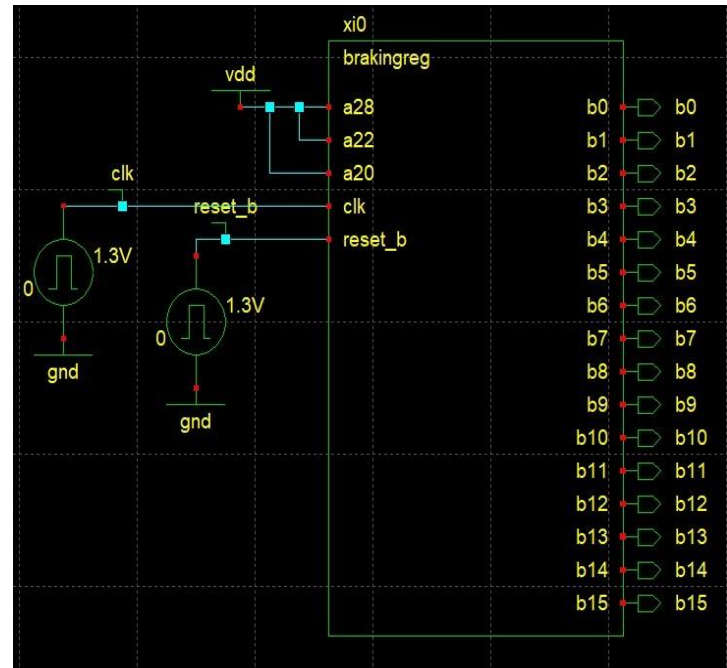 xi0
brakingreg
vdd
a28 b0 b0
a22 b1 b1
a20 b2 b2
clk
clk b3 b3
reset_b
reset_b b4 b4
1.3V
0
b5 b5
b6 b6
1.3V
0
b7 b7
gnd
b8 b8
b9 b9
gnd
b10 b10
b11 b11
b12 b12
b13 b13
b14 b14
b15 b15